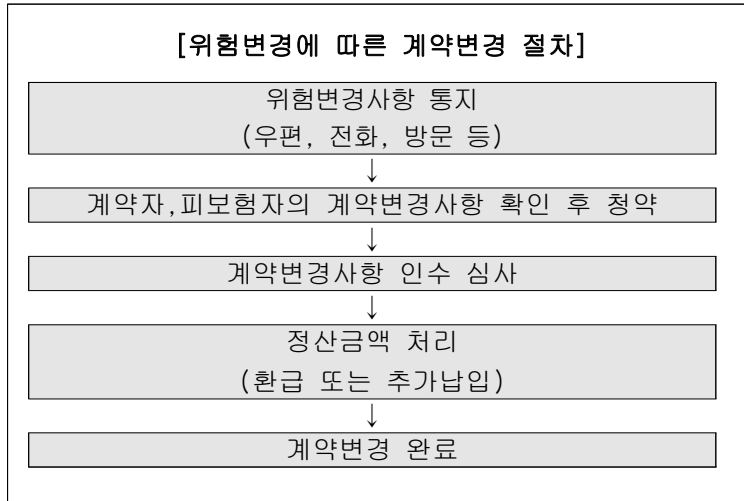 [위험변경에 따른 계약변경 절차]
위험변경사항 통지
(우편, 전화, 방문 등)
↓
계약자,피보험자의 계약변경사항 확인 후 청약
↓
계약변경사항 인수 심사
↓
정산금액 처리
(환급 또는 추가납입)
↓
계약변경 완료